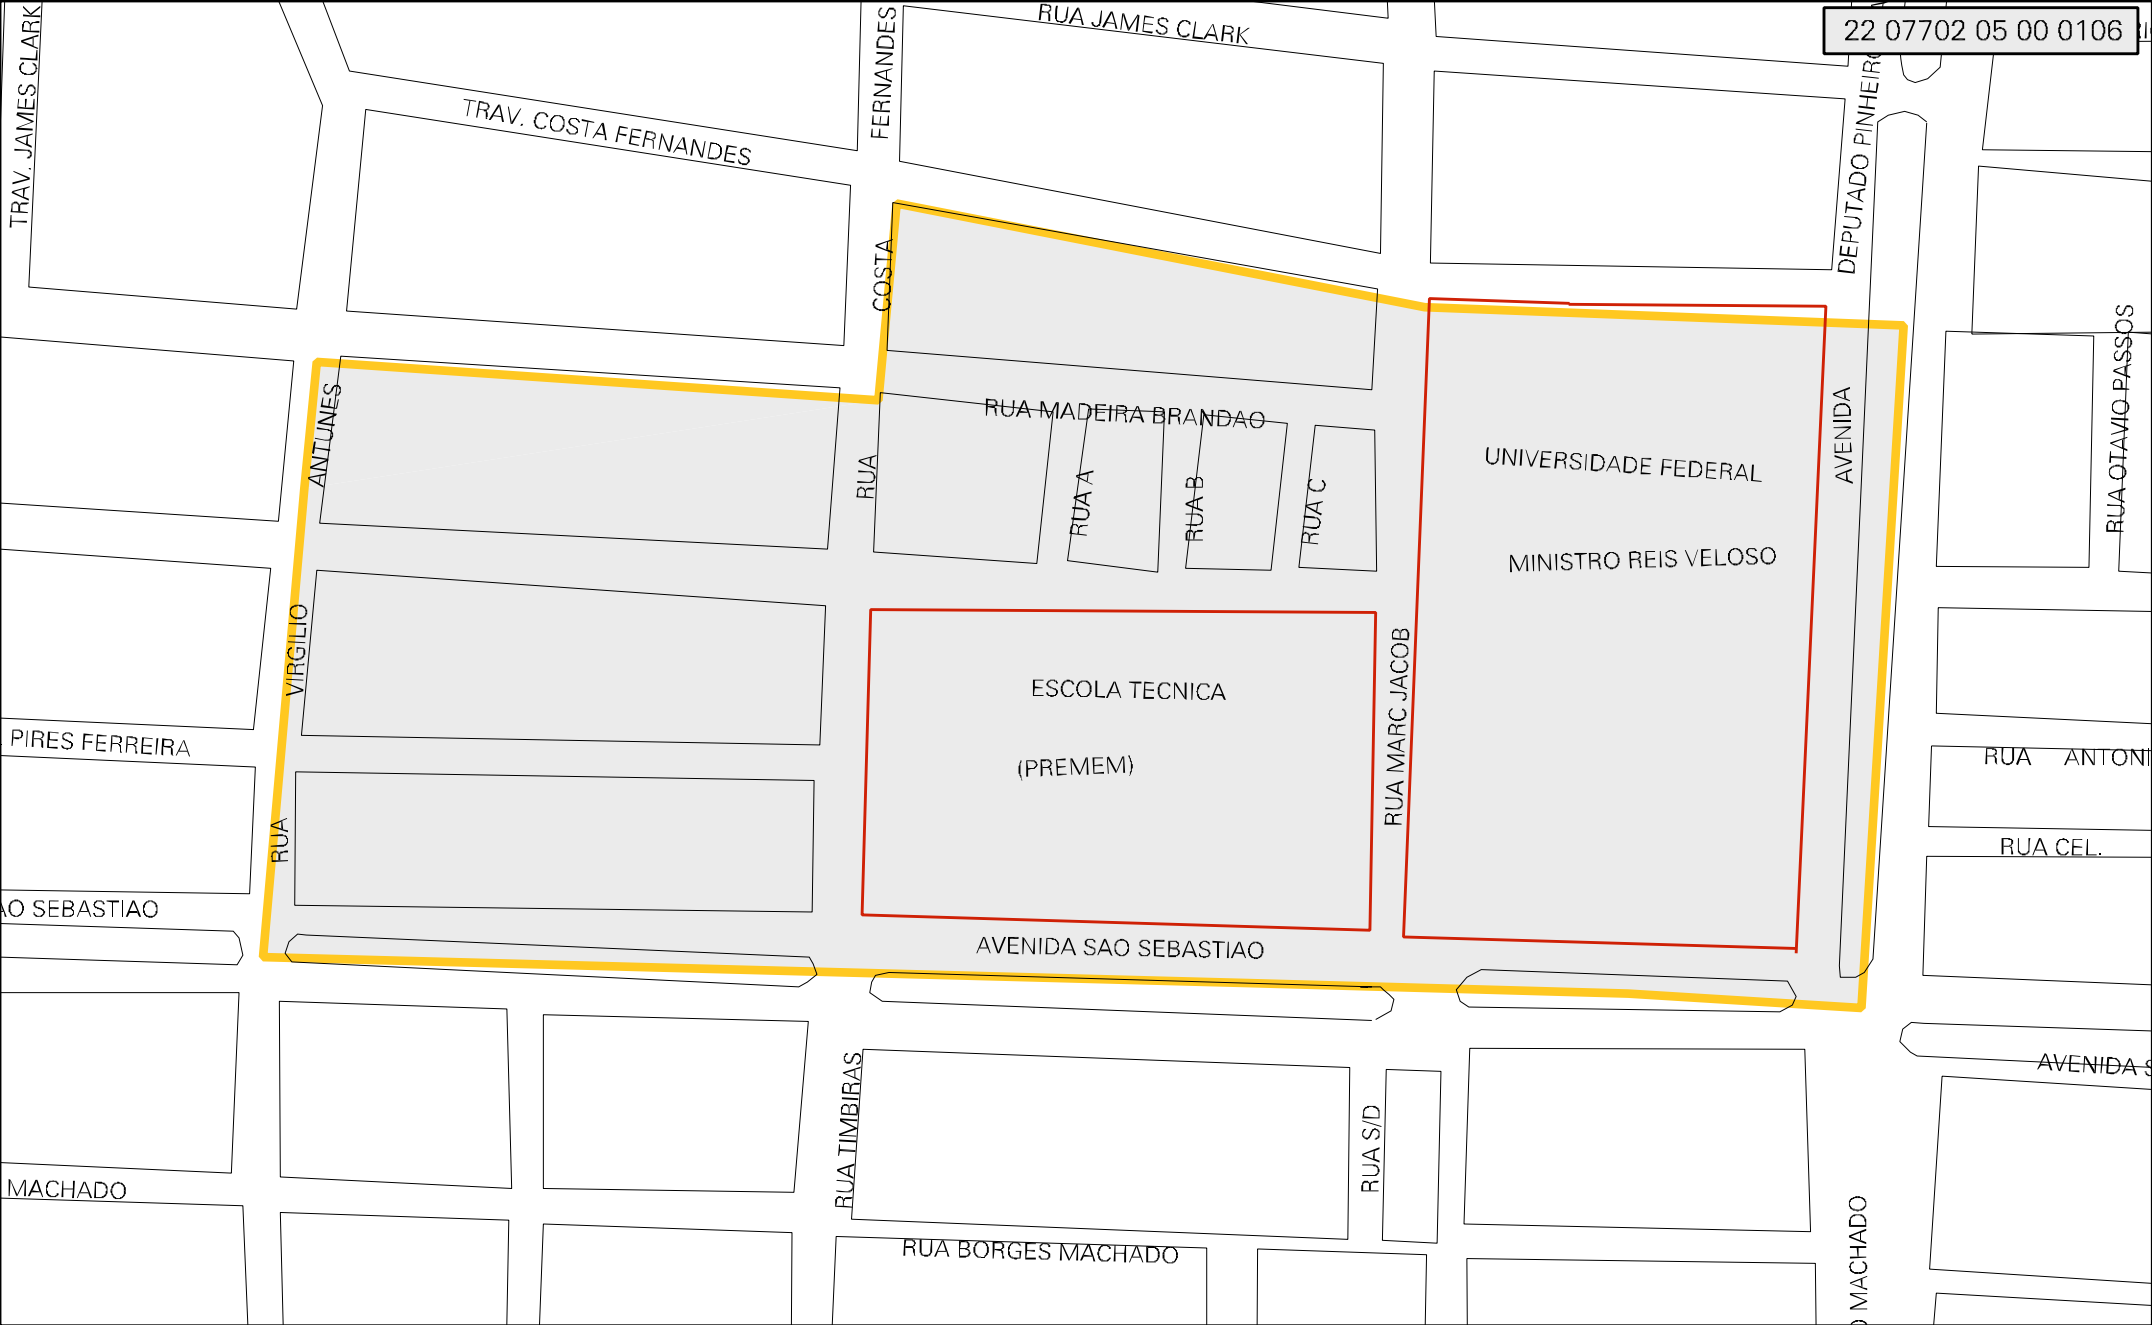 22 07702 05 00 0106
RUA JAMES CLARK
TRAV. JAMES CLARK
FERNANDES
TRAV. COSTA FERNANDES
DEPUTADO PINHEIRO
COSTA
RUA OTAVIO PASSOS
ANTUNES
RUA MADEIRA BRANDAO
AVENIDA
RUA
RUA A
RUA B
RUA C
UNIVERSIDADE FEDERAL
MINISTRO REIS VELOSO
VIRGILIO
ESCOLA TECNICA
RUA MARC JACOB
PIRES FERREIRA
(PREMEM)
RUA ANTONI
RUA
RUA CEL.
AO SEBASTIAO
AVENIDA SAO SEBASTIAO
AVENIDA S
RUA TIMBIRAS
RUA S/D
MACHADO
RUA BORGES MACHADO
O MACHADO